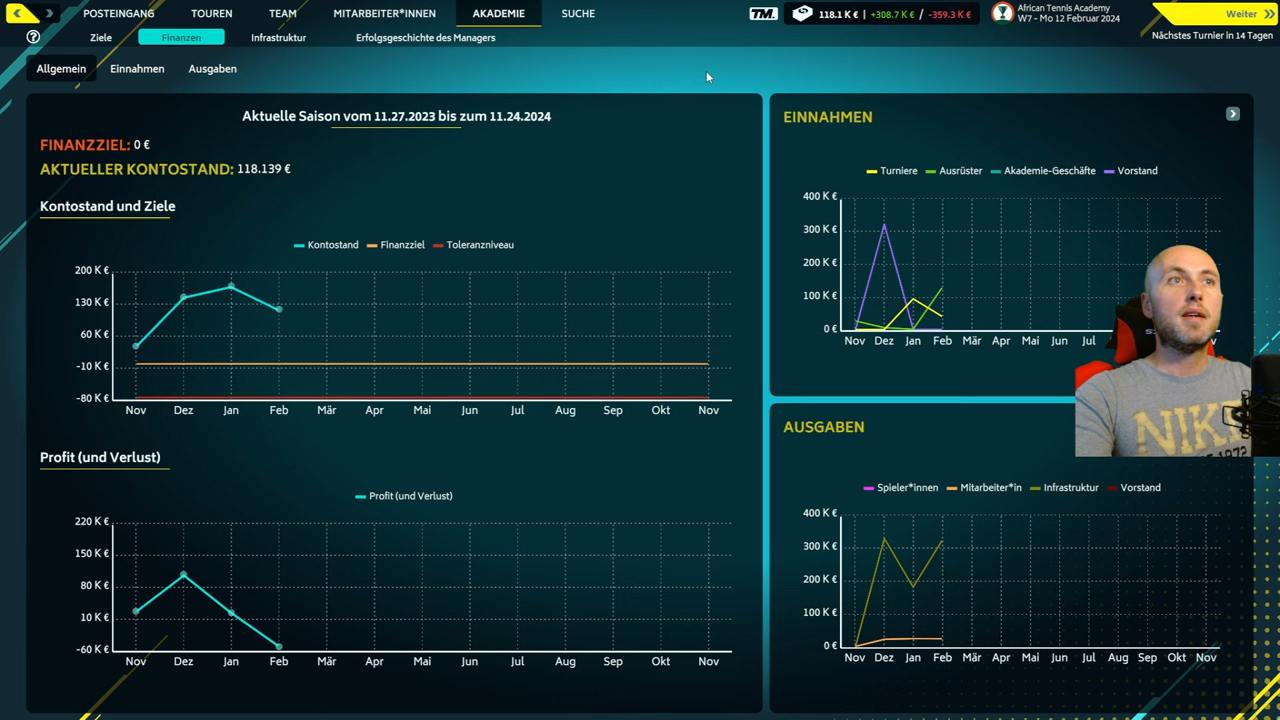 POSTEINGANG TOUREN TEAM MITARBEITER*INNEN AKADEMIE SUCHE
TM. 118.1 K € | +308.7 K € / -359.3 K €
African Tennis Academy
W7 - Mo 12 Februar 2024
Weiter
Nächstes Turnier in 14 Tagen
? Ziele Finanzen Infrastruktur Erfolgsgeschichte des Managers
Allgemein Einnahmen Ausgaben
Aktuelle Saison vom 11.27.2023 bis zum 11.24.2024
FINANZZIEL: 0 €
AKTUELLER KONTOSTAND: 118.139 €
Kontostand und Ziele
Kontostand Finanzziel Toleranzniveau
200 K €
130 K €
60 K €
-10 K €
-80 K €
Nov Dez Jan Feb Mär Apr Mai Jun Jul Aug Sep Okt Nov
Profit (und Verlust)
Profit (und Verlust)
220 K €
150 K €
80 K €
10 K €
-60 K €
Nov Dez Jan Feb Mär Apr Mai Jun Jul Aug Sep Okt Nov
EINNAHMEN
Turniere Ausrüster Akademie-Geschäfte Vorstand
400 K €
300 K €
200 K €
100 K €
0 €
Nov Dez Jan Feb Mär Apr Mai Jun Jul
NIKE
1972
AUSGABEN
Spieler*innen Mitarbeiter*in Infrastruktur Vorstand
400 K €
300 K €
200 K €
100 K €
0 €
Nov Dez Jan Feb Mär Apr Mai Jun Jul Aug Sep Okt Nov